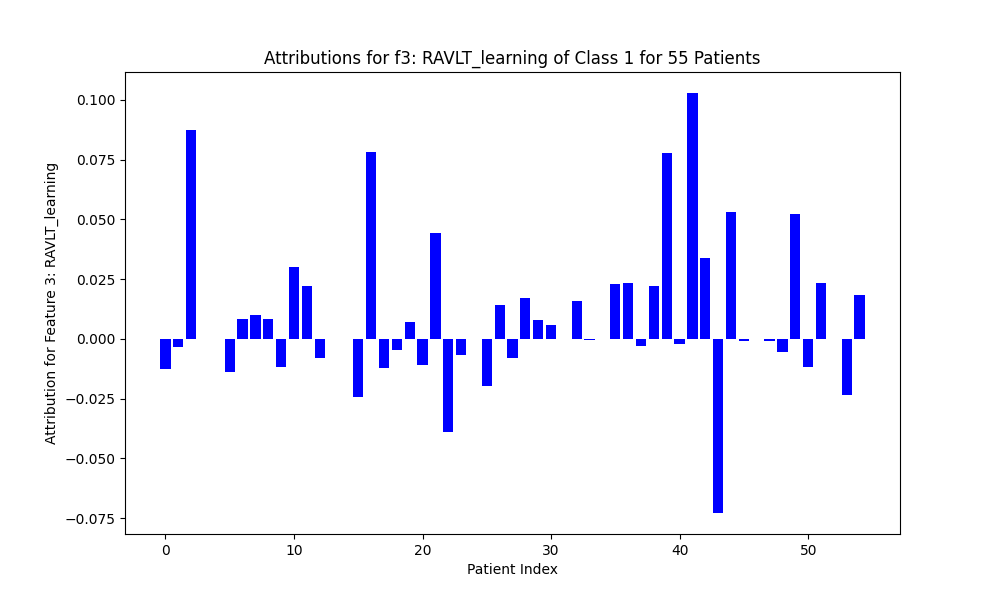 Attributions for f3: RAVLT_learning of Class 1 for 55 Patients
Attribution for Feature 3: RAVLT_learning
0.100
0.075
0.050
0.025
0.000
−0.025
−0.050
−0.075
0 10 20 30 40 50
Patient Index